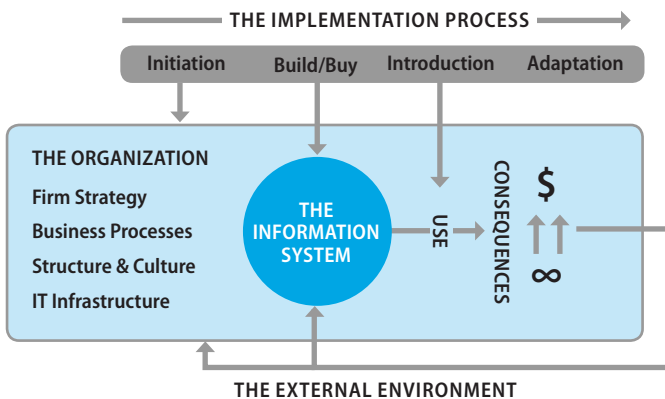 THE IMPLEMENTATION PROCESS
Initiation Build/Buy Introduction Adaptation
THE ORGANIZATION
Firm Strategy
Business Processes
Structure & Culture
IT Infrastructure
THE
INFORMATION
SYSTEM
USE
CONSEQUENCES
$
∞
THE EXTERNAL ENVIRONMENT